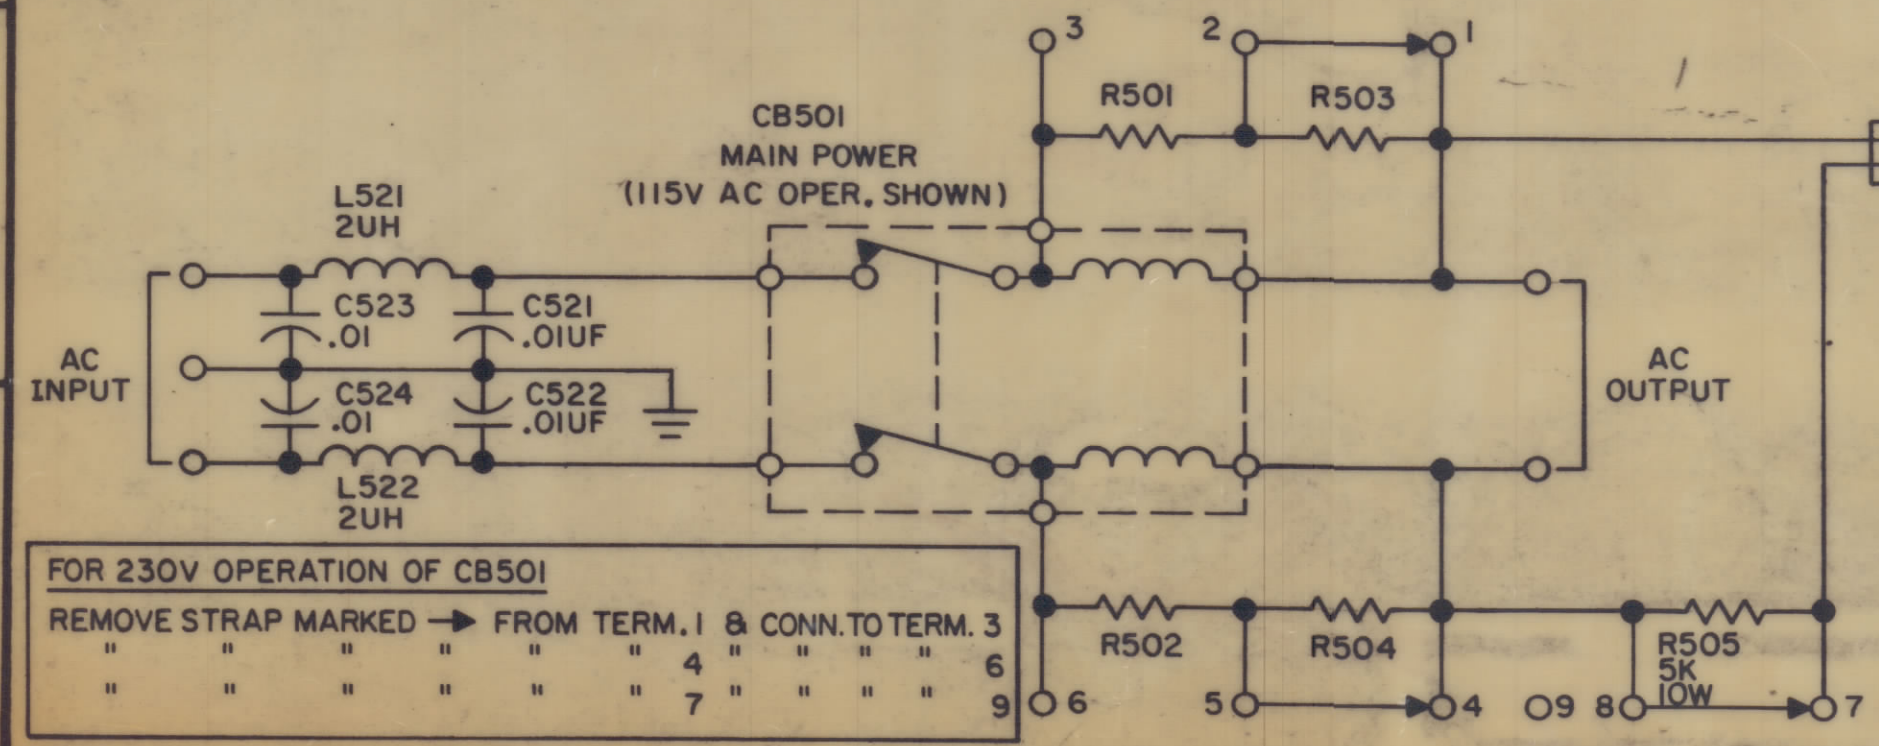 3
2
1
R501
R503
CB501
MAIN POWER
(115V AC OPER. SHOWN)
L521
2UH
C523
.01
C521
.01UF
AC
INPUT
C524
.01
C522
.01UF
L522
2UH
AC
OUTPUT
FOR 230V OPERATION OF CB501
REMOVE STRAP MARKED → FROM TERM. 1 & CONN. TO TERM. 3
" " " " " " 4 " " " " 6
" " " " " " 7 " " " " 9
R502
R504
R505
5K
10W
6
5
4
9
8
7